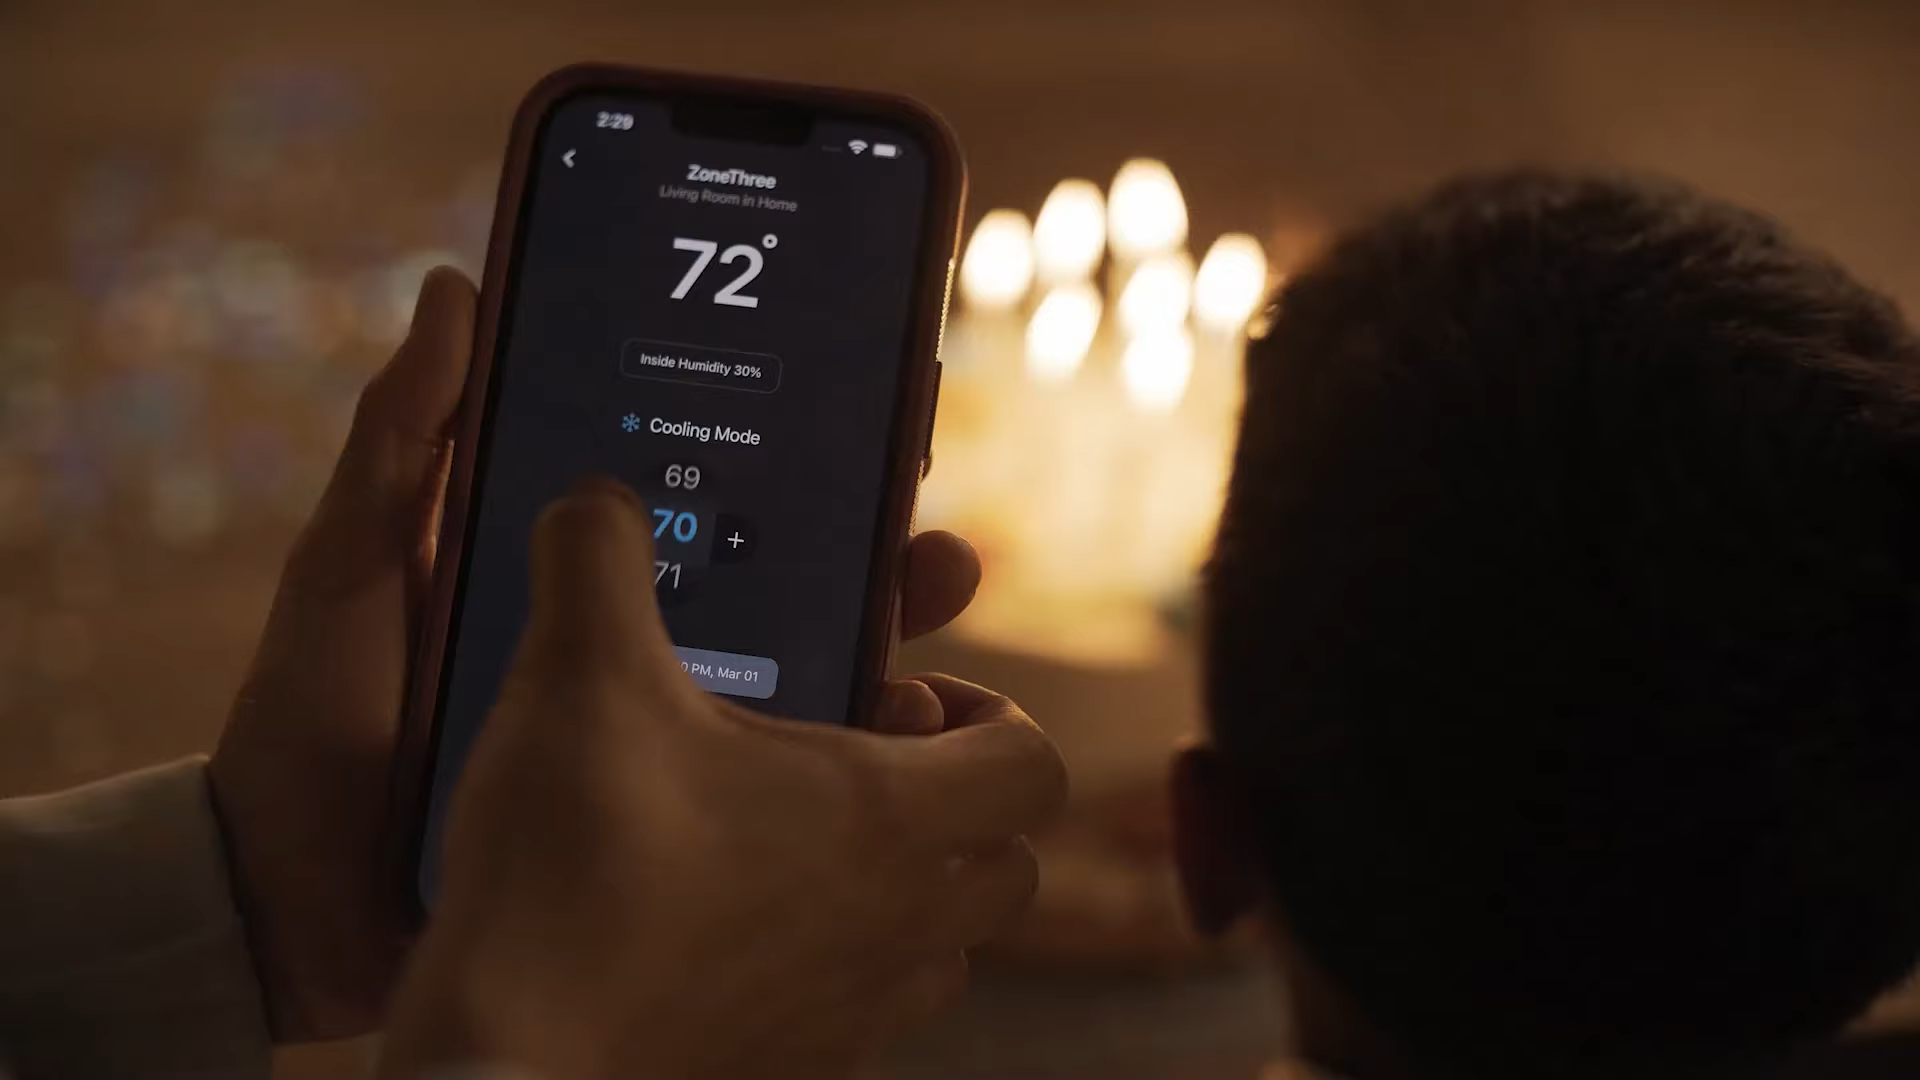 2:29
ZoneThree
Living Room in Home
72°
Inside Humidity 30%
Cooling Mode
69
70
+
71
0 PM, Mar 01